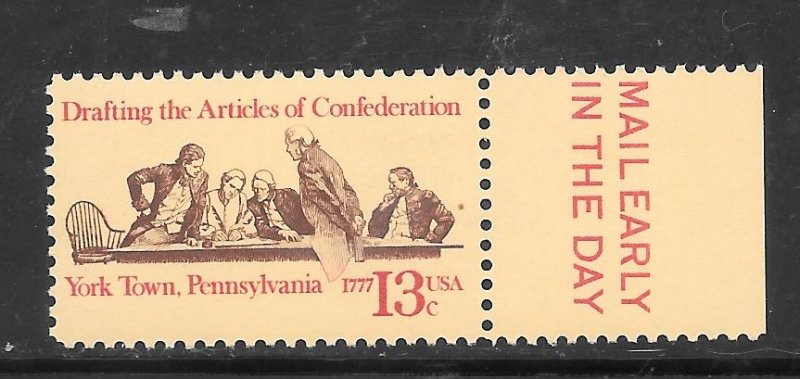 Drafting the Articles of Confederation
York Town, Pennsylvania 1777 13c USA
MAIL EARLY
IN THE DAY